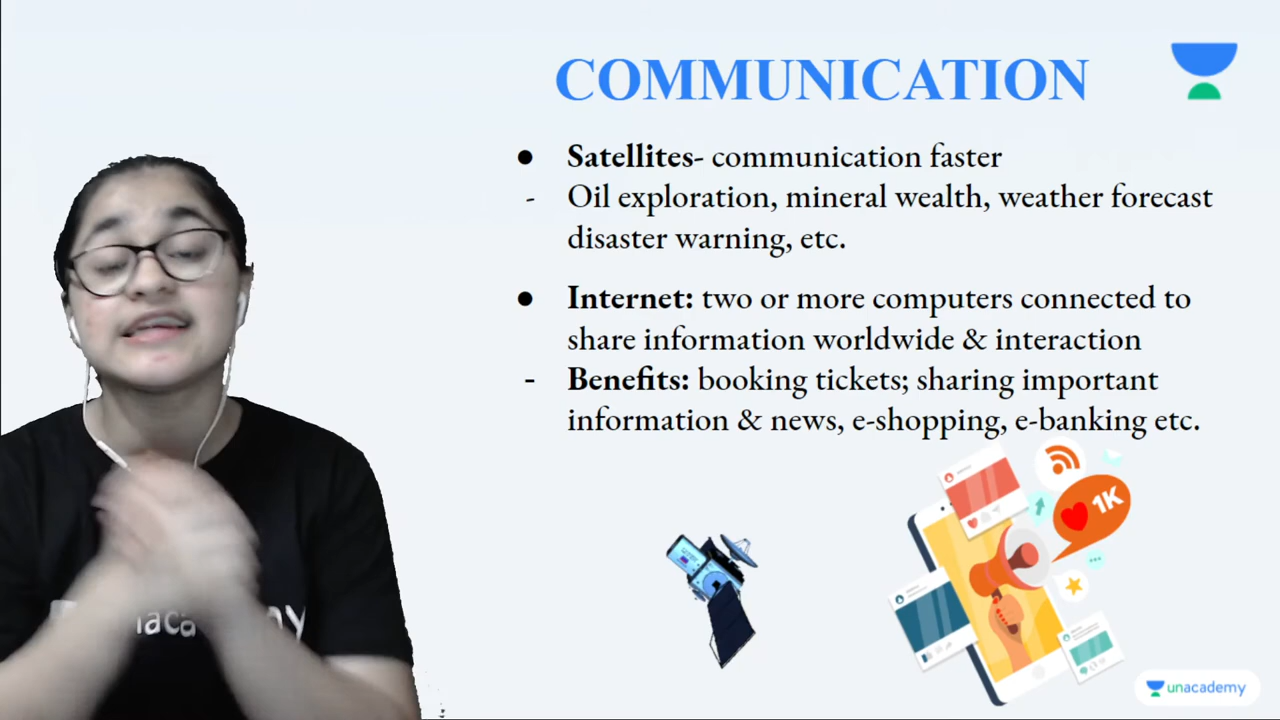 COMMUNICATION
● Satellites- communication faster
- Oil exploration, mineral wealth, weather forecast
disaster warning, etc.
● Internet: two or more computers connected to
share information worldwide & interaction
- Benefits: booking tickets; sharing important
information & news, e-shopping, e-banking etc.
1K
unacademy